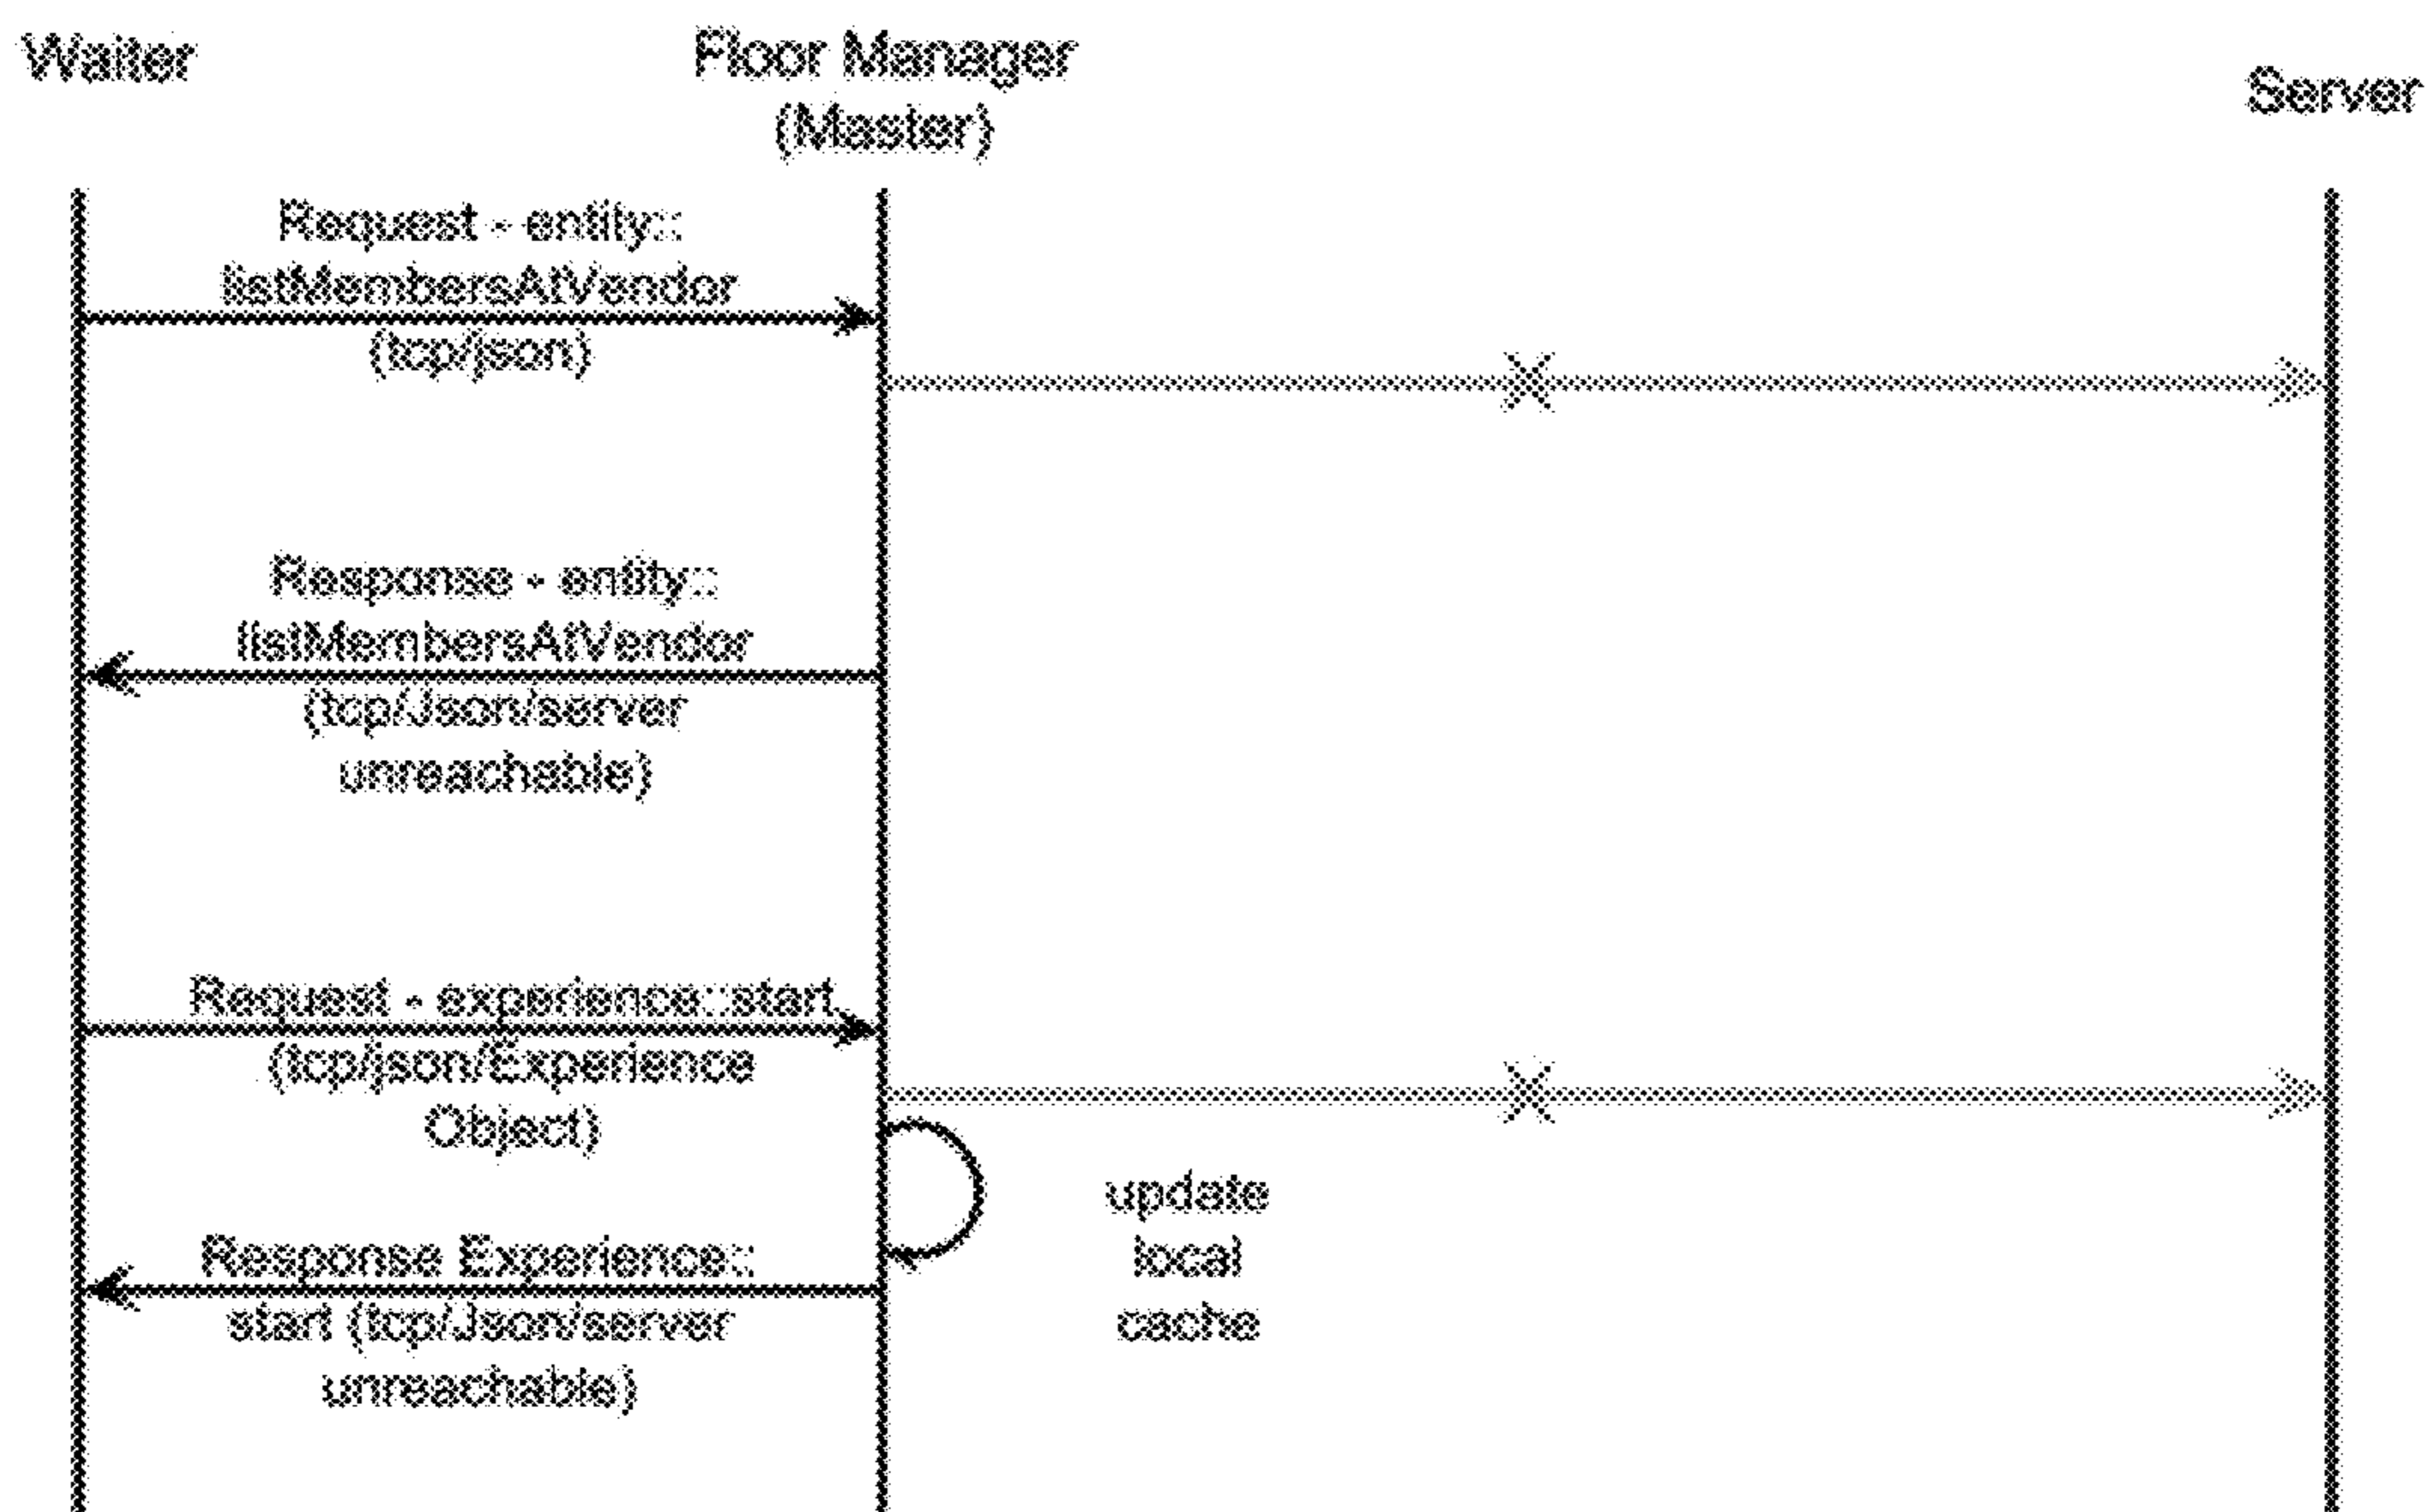 Waiter
Floor Manager
(Master)
Server
Request - entity::
listMembersAtVendor
(tcp/json)
Response - entity::
listMembersAtVendor
(tcp/Json/server
unreachable)
Request - experience::start
(tcp/json/Experience
Object)
update
local
cache
Response Experience::
start (tcp/Json/server
unreachable)